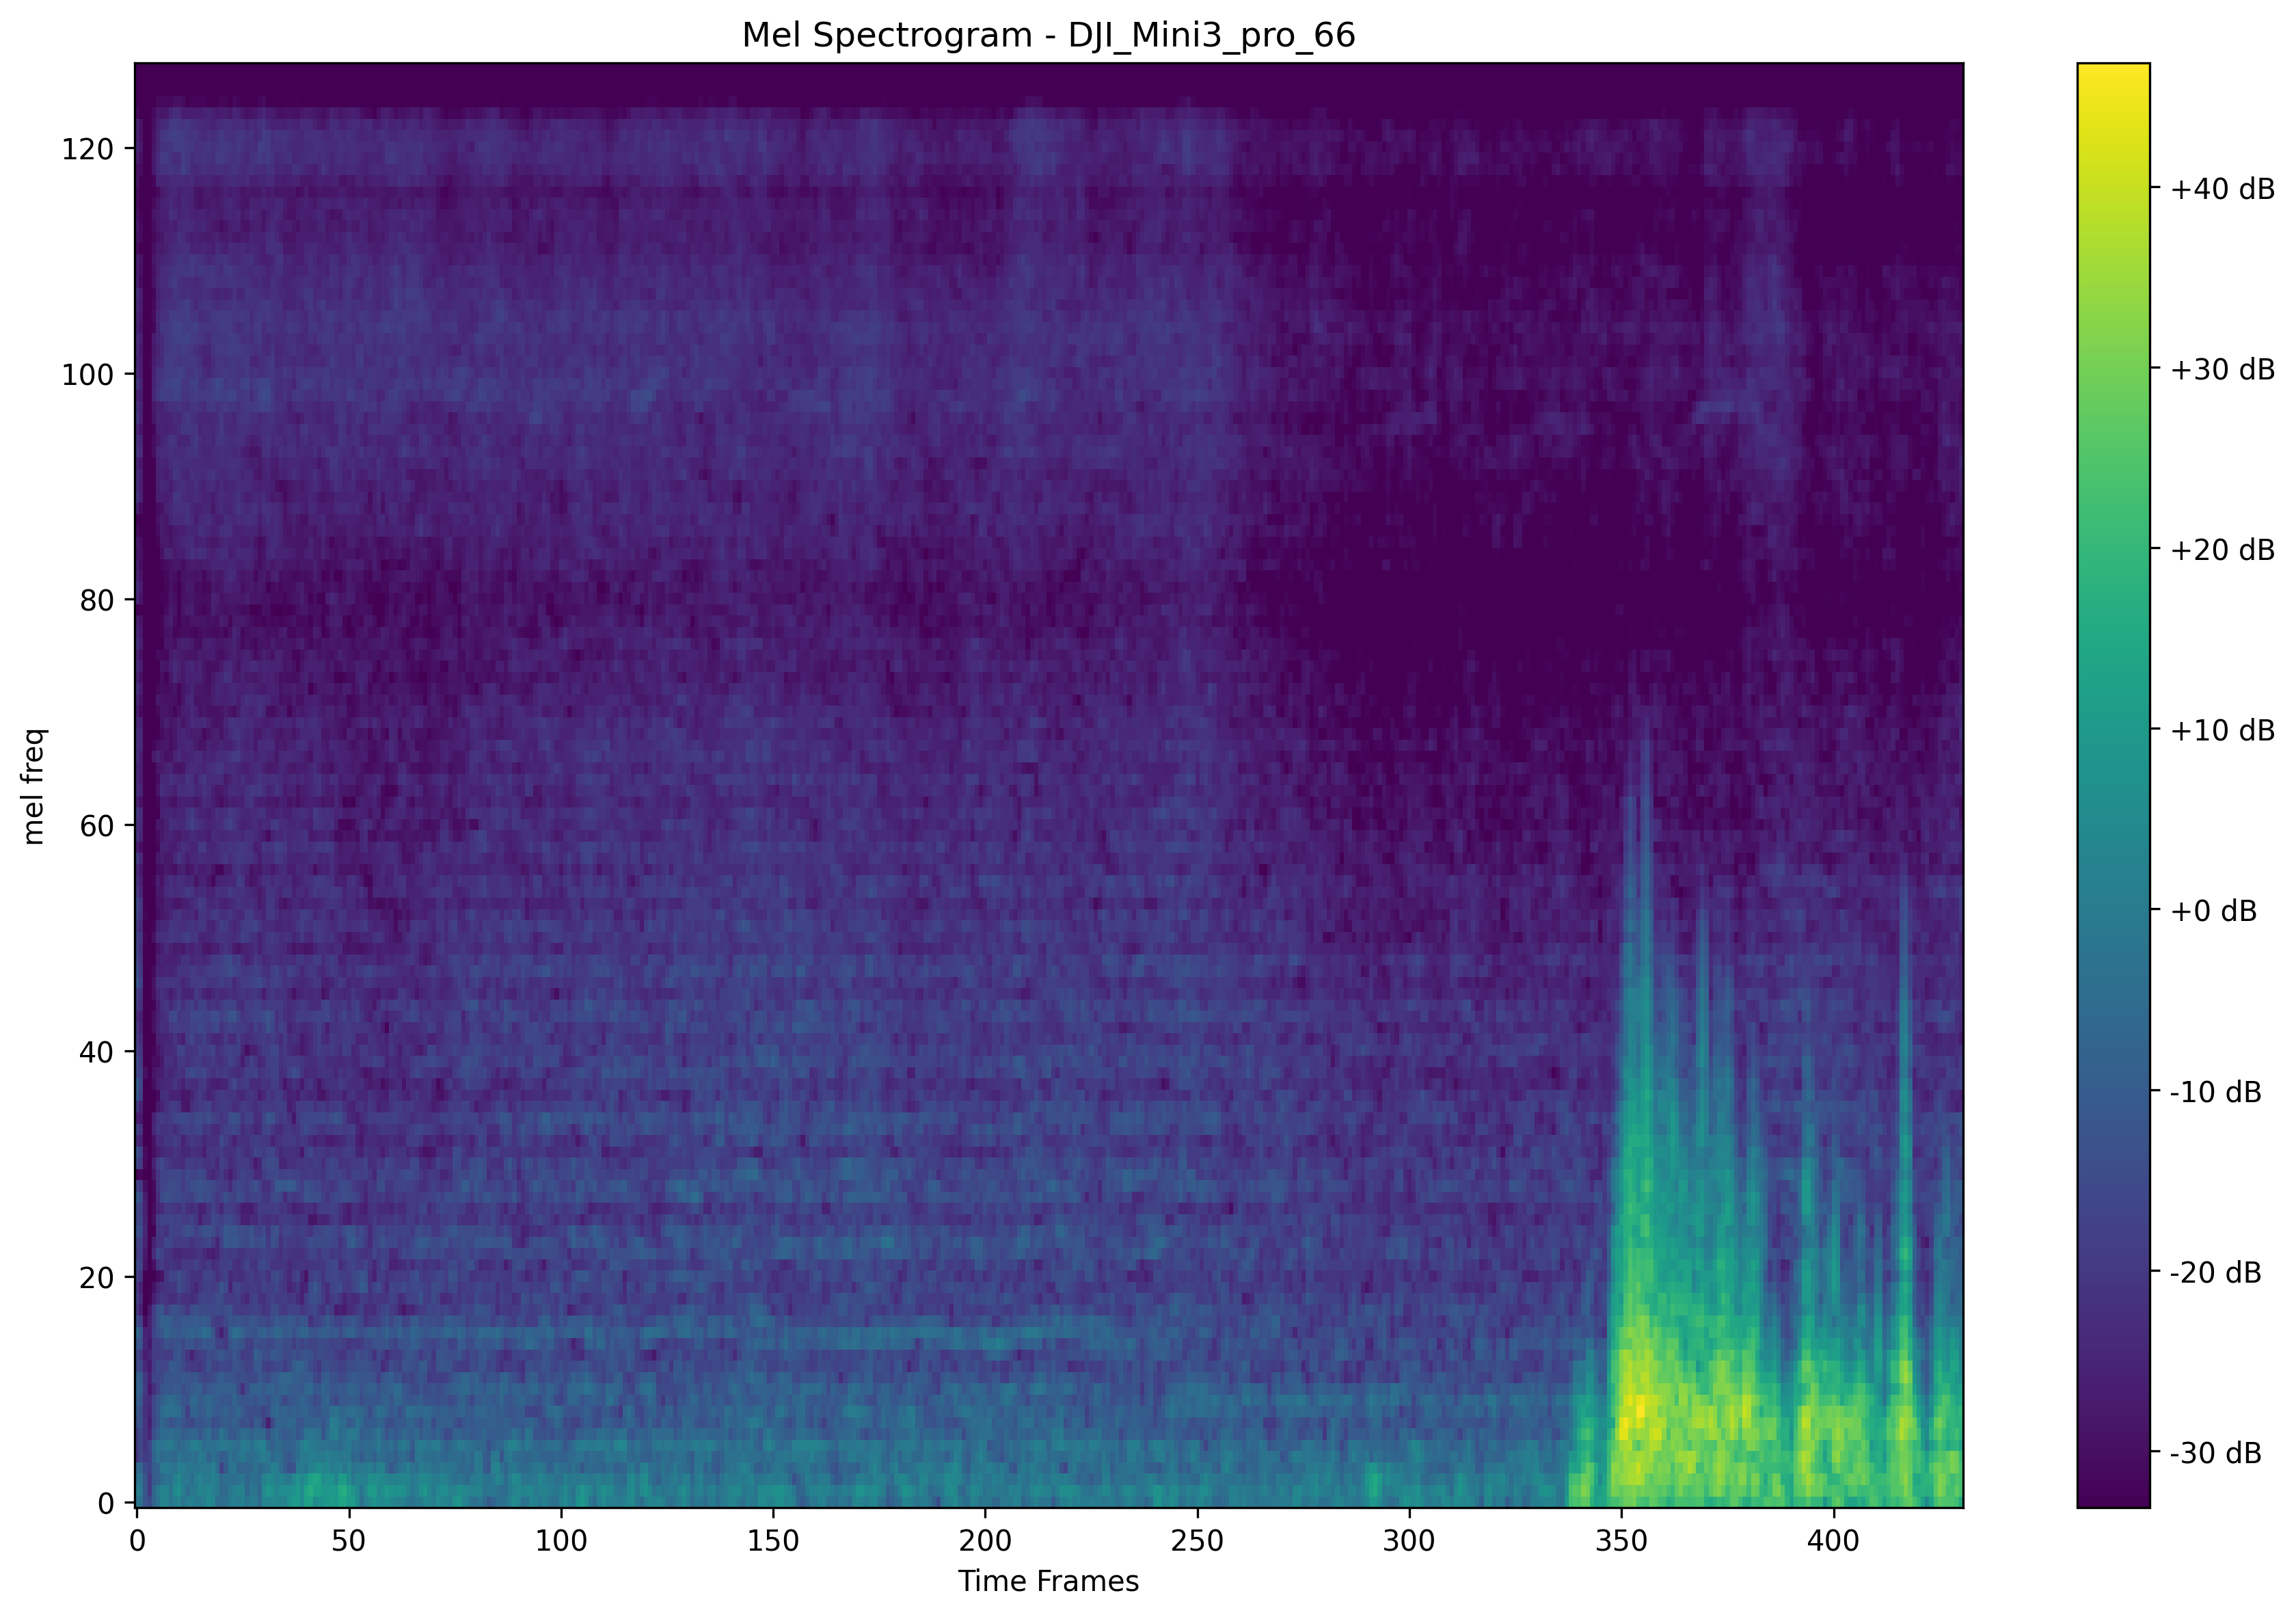 Mel Spectrogram - DJI_Mini3_pro_66
mel freq
120
100
80
60
40
20
0
0 50 100 150 200 250 300 350 400
Time Frames
+40 dB
+30 dB
+20 dB
+10 dB
+0 dB
-10 dB
-20 dB
-30 dB